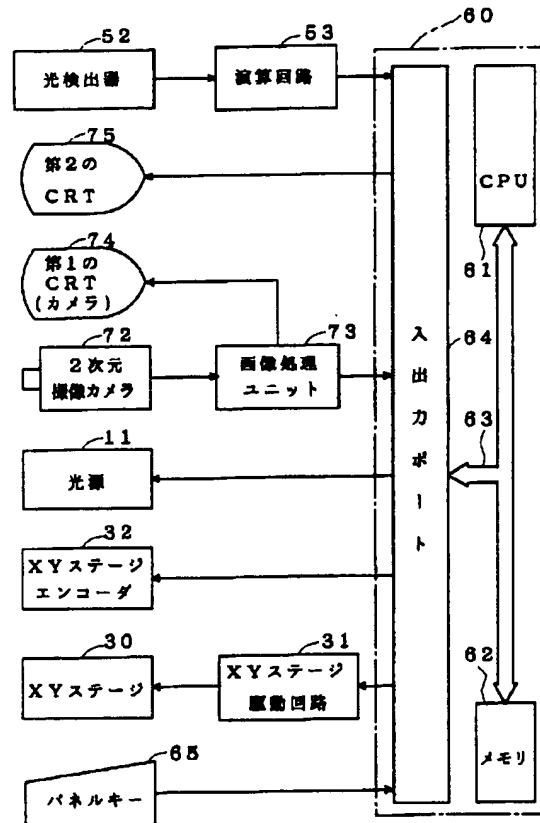 60
52
53
光検出器
演算回路
75
第2の
CRT
CPU
61
74
第1の
CRT
(カメラ)
72
73
64
2次元
撮像カメラ
画像処理
ユニット
入出力ポート
63
11
光源
32
XYステージ
エンコーダ
30
31
62
XYステージ
XYステージ
駆動回路
メモリ
65
パネルキー